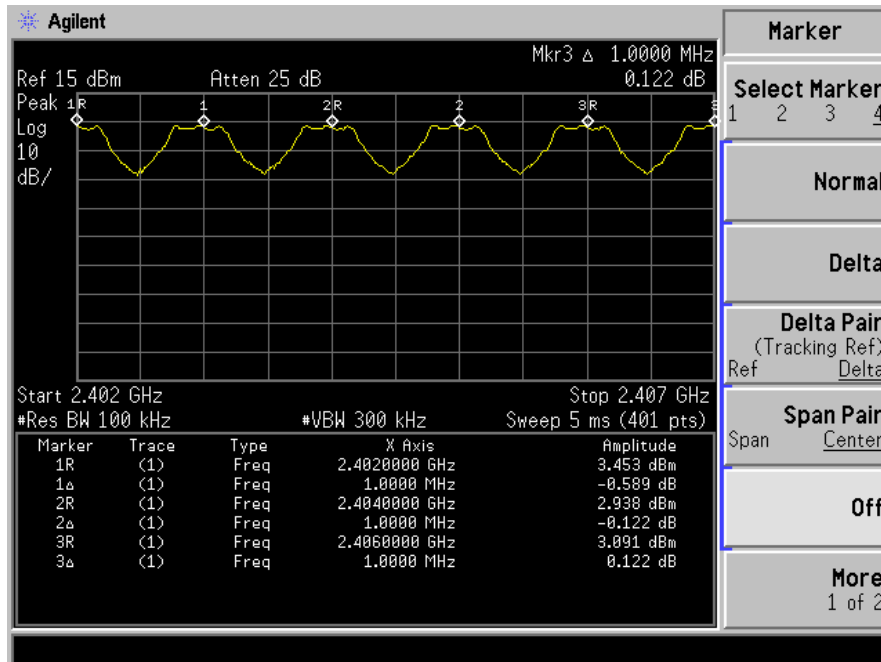 Agilent
Mkr3 Δ 1.0000 MHz
Ref 15 dBm Atten 25 dB 0.122 dB
Peak
Log
10
dB/
1R 1 2R 2 3R
Start 2.402 GHz Stop 2.407 GHz
#Res BW 100 kHz #VBW 300 kHz Sweep 5 ms (401 pts)
Marker Trace Type X Axis Amplitude
1R (1) Freq 2.4020000 GHz 3.453 dBm
1Δ (1) Freq 1.0000 MHz -0.589 dB
2R (1) Freq 2.4040000 GHz 2.938 dBm
2Δ (1) Freq 1.0000 MHz -0.122 dB
3R (1) Freq 2.4060000 GHz 3.091 dBm
3Δ (1) Freq 1.0000 MHz 0.122 dB
Marker
Select Marker
1 2 3 4
Normal
Delta
Delta Pair
(Tracking Ref)
Ref Delta
Span Pair
Span Center
Off
More
1 of 2